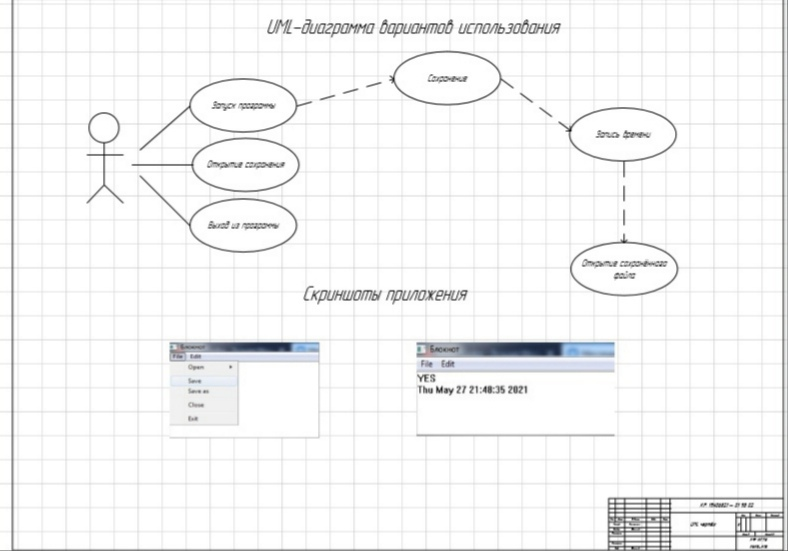 UML-диаграмма вариантов использования
Сохранение
Запуск программы
Запись времени
Открытие сохранения
Выход из программы
Открытие сохранённого
файла
Скриншоты приложения
Блокнот
File Edit
Open
Save
Save as
Close
Exit
Блокнот
File Edit
YES
Thu May 27 21:48:35 2021
UML чертёж